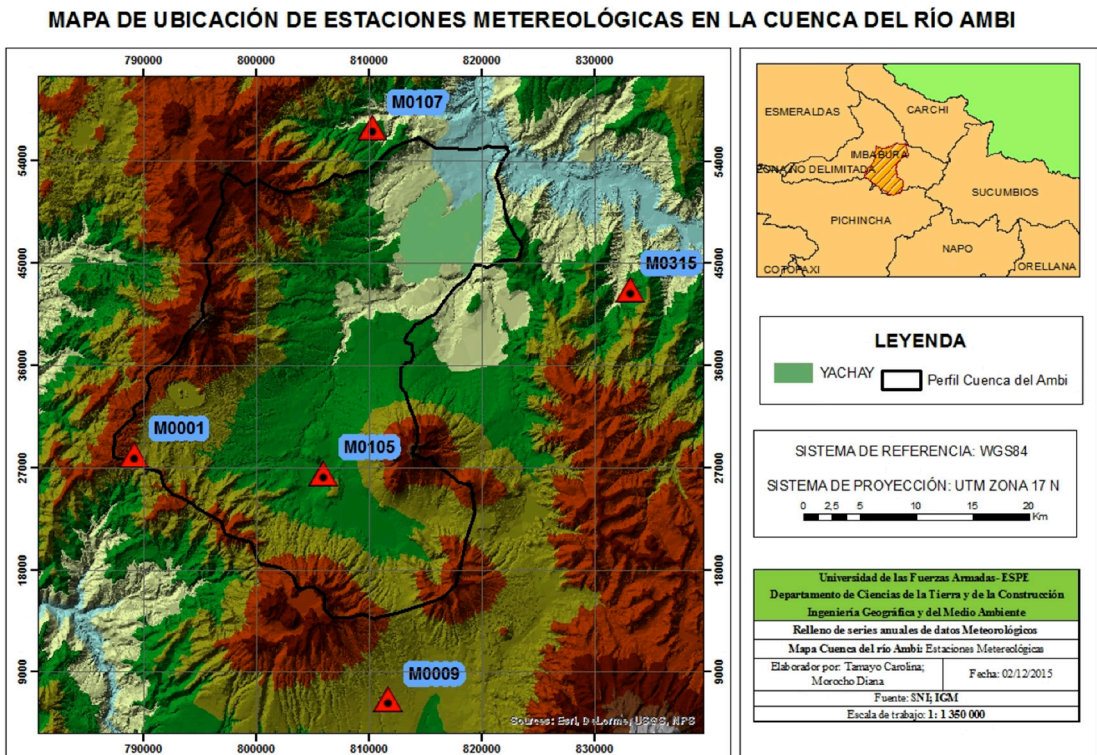 MAPA DE UBICACIÓN DE ESTACIONES METEREOLÓGICAS EN LA CUENCA DEL RÍO AMBI
790000 800000 810000 820000 830000
54000
45000
36000
27000
18000
9000
M0107
M0315
M0001
M0105
M0009
54000
45000
36000
27000
18000
9000
Sources: Esri, DeLorme, USGS, NPS
790000 800000 810000 820000 830000
ESMERALDAS
CARCHI
IMBABURA
ZONA NO DELIMITADA
SUCUMBIOS
PICHINCHA
NAPO
COTOPAXI
ORELLANA
LEYENDA
YACHAY
Perfil Cuenca del Ambi
SISTEMA DE REFERENCIA: WGS84
SISTEMA DE PROYECCIÓN: UTM ZONA 17 N
0 2,5 5 10 15 20
Km
Universidad de las Fuerzas Armadas- ESPE
Departamento de Ciencias de la Tierra y de la Construcción
Ingeniería Geográfica y del Medio Ambiente
Relleno de series anuales de datos Meteorológicos
Mapa Cuenca del río Ambi: Estaciones Metereológicas
Elaborador por: Tamayo Carolina;
Morocho Diana
Fecha: 02/12/2015
Fuente: SNI; IGM
Escala de trabajo: 1: 1 350 000